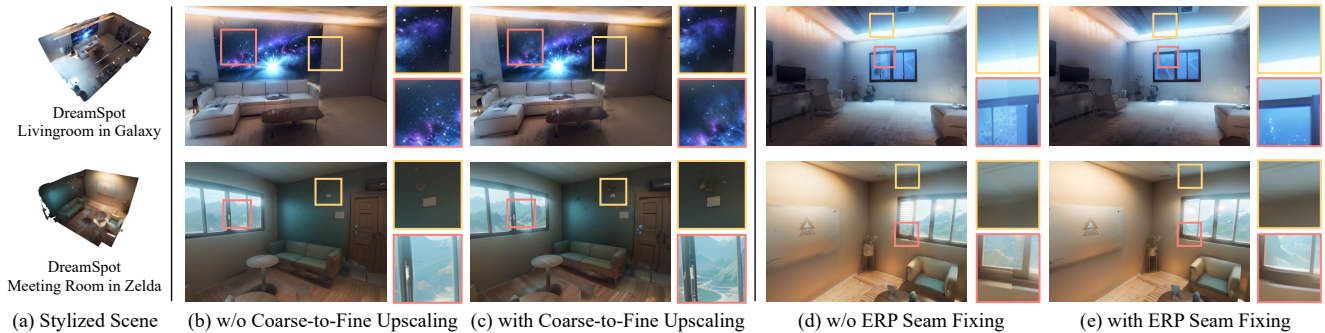 DreamSpot
Livingroom in Galaxy
DreamSpot
Meeting Room in Zelda
(a) Stylized Scene
(b) w/o Coarse-to-Fine Upscaling
(c) with Coarse-to-Fine Upscaling
(d) w/o ERP Seam Fixing
(e) with ERP Seam Fixing